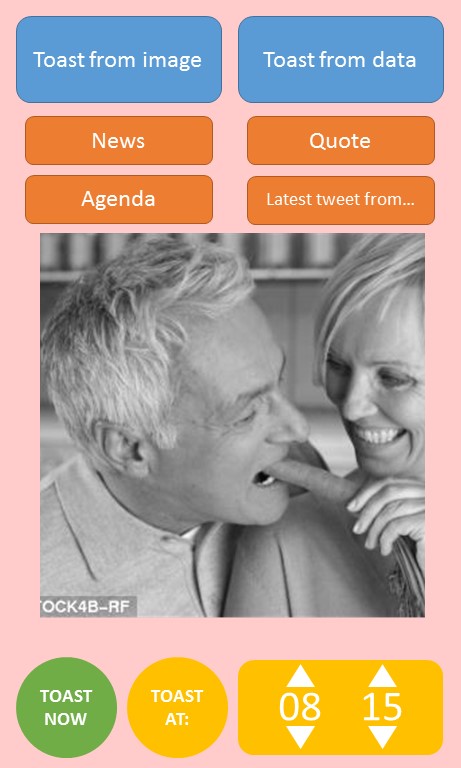 Toast from image
Toast from data
News
Quote
Agenda
Latest tweet from...
TOCK4B-RF
TOAST
NOW
TOAST
AT:
08
15